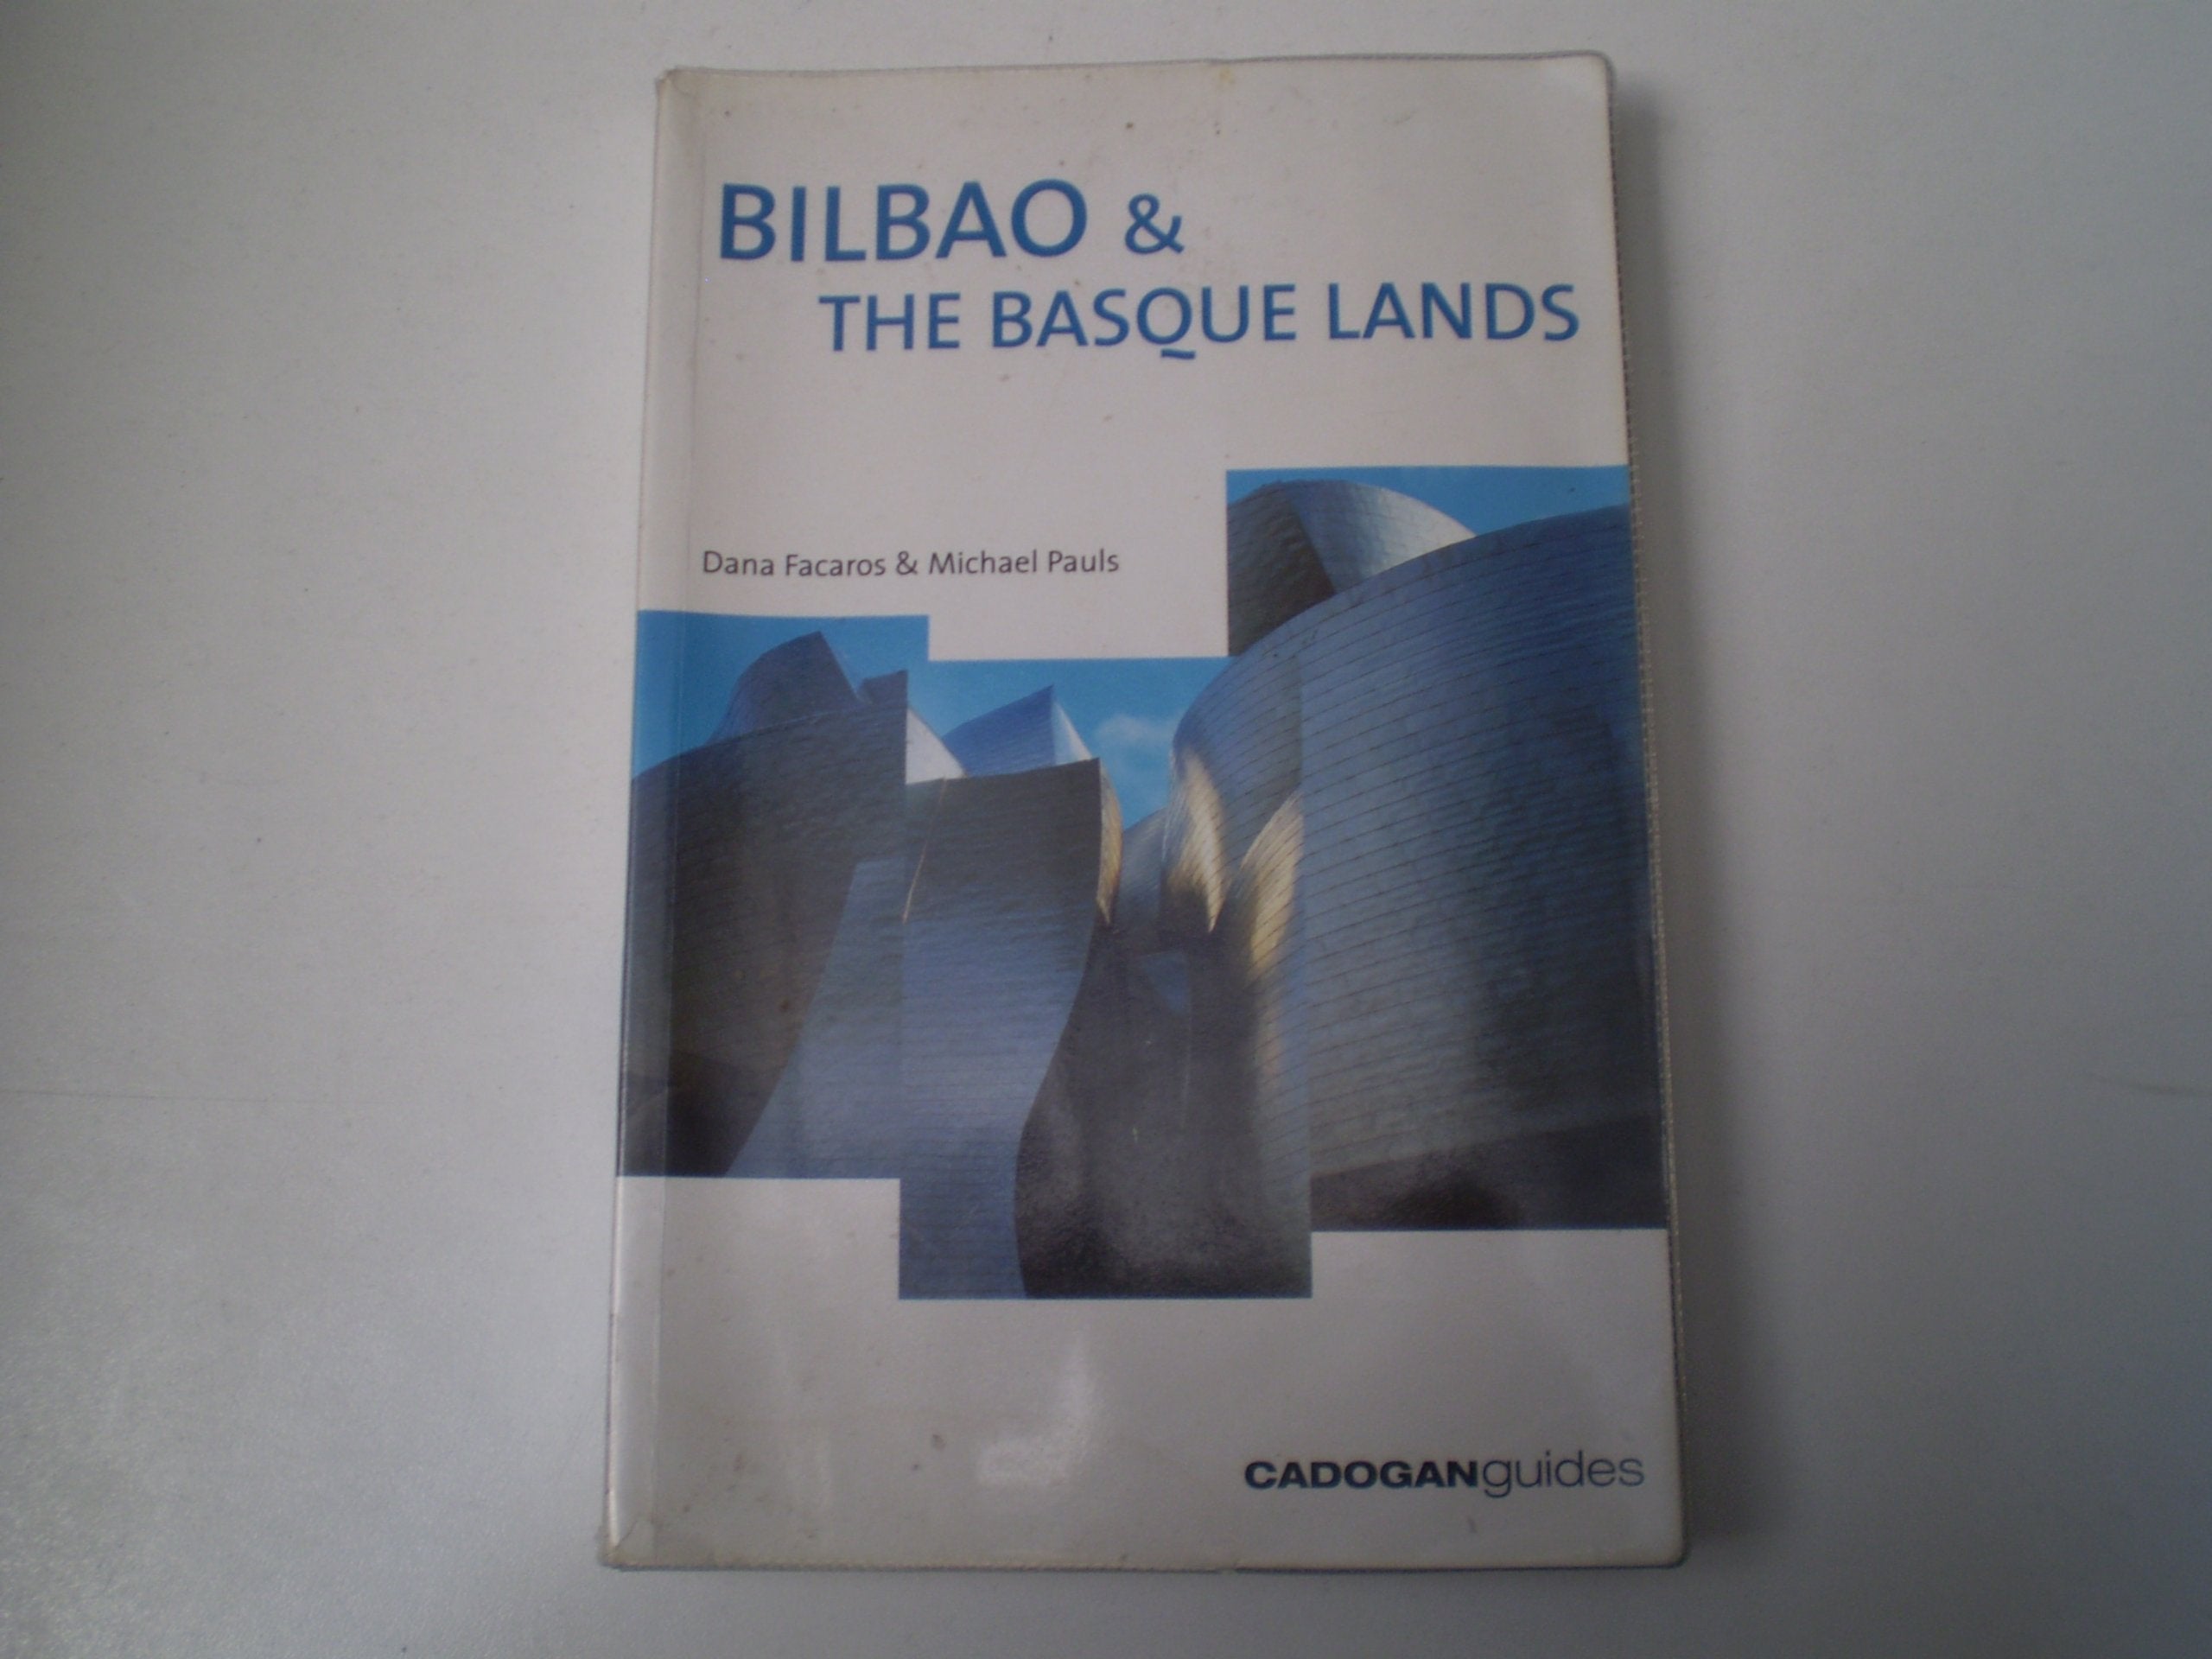 BILBAO &
THE BASQUE LANDS
Dana Facaros & Michael Pauls
CADOGANguides